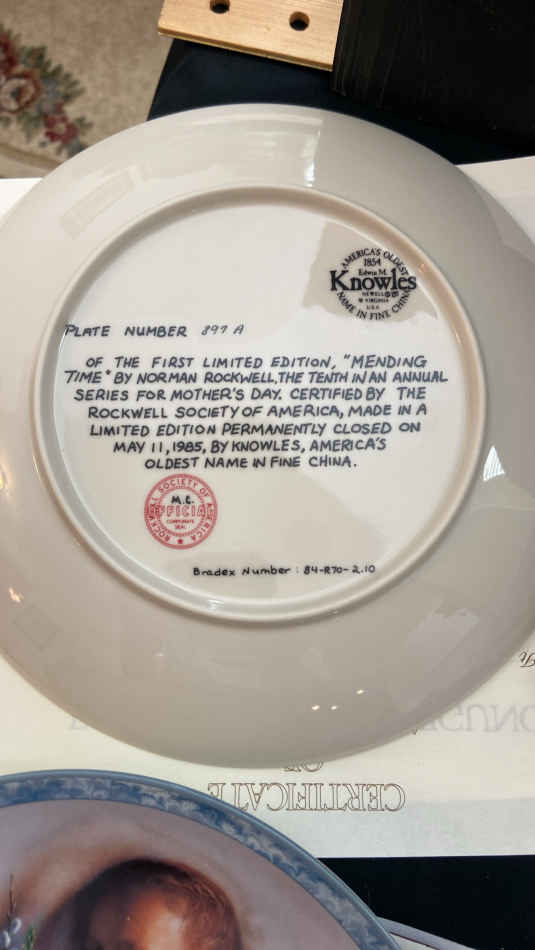 AMERICA'S OLDEST
1854
Edwin M.
Knowles
NEWELL
W VIRGINIA
U.S.A.
NAME IN FINE CHINA
PLATE NUMBER 897 A
OF THE FIRST LIMITED EDITION, "MENDING
TIME" BY NORMAN ROCKWELL, THE TENTH IN AN ANNUAL
SERIES FOR MOTHER'S DAY. CERTIFIED BY THE
ROCKWELL SOCIETY OF AMERICA, MADE IN A
LIMITED EDITION PERMANENTLY CLOSED ON
MAY 11, 1985, BY KNOWLES, AMERICA'S
OLDEST NAME IN FINE CHINA.
ROCKWELL SOCIETY OF AMERICA
M.C.
OFFICIAL
CORPORATE
SEAL
Bradex Number: 84-R70-2.10
OF
CERTIFICATE